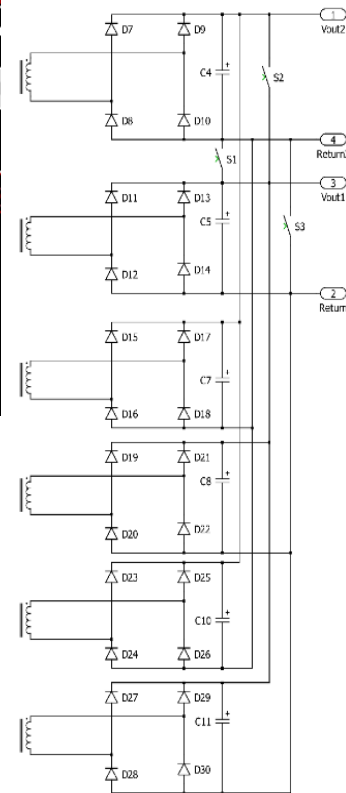 1
Vout2
D7 D9
C4 +
S2
D8 D10
4
Return
S1
3
Vout1
D11 D13
C5 +
S3
D12 D14
2
Return
D15 D17
C7 +
D16 D18
D19 D21
C8 +
D20 D22
D23 D25
C10 +
D24 D26
D27 D29
C11 +
D28 D30